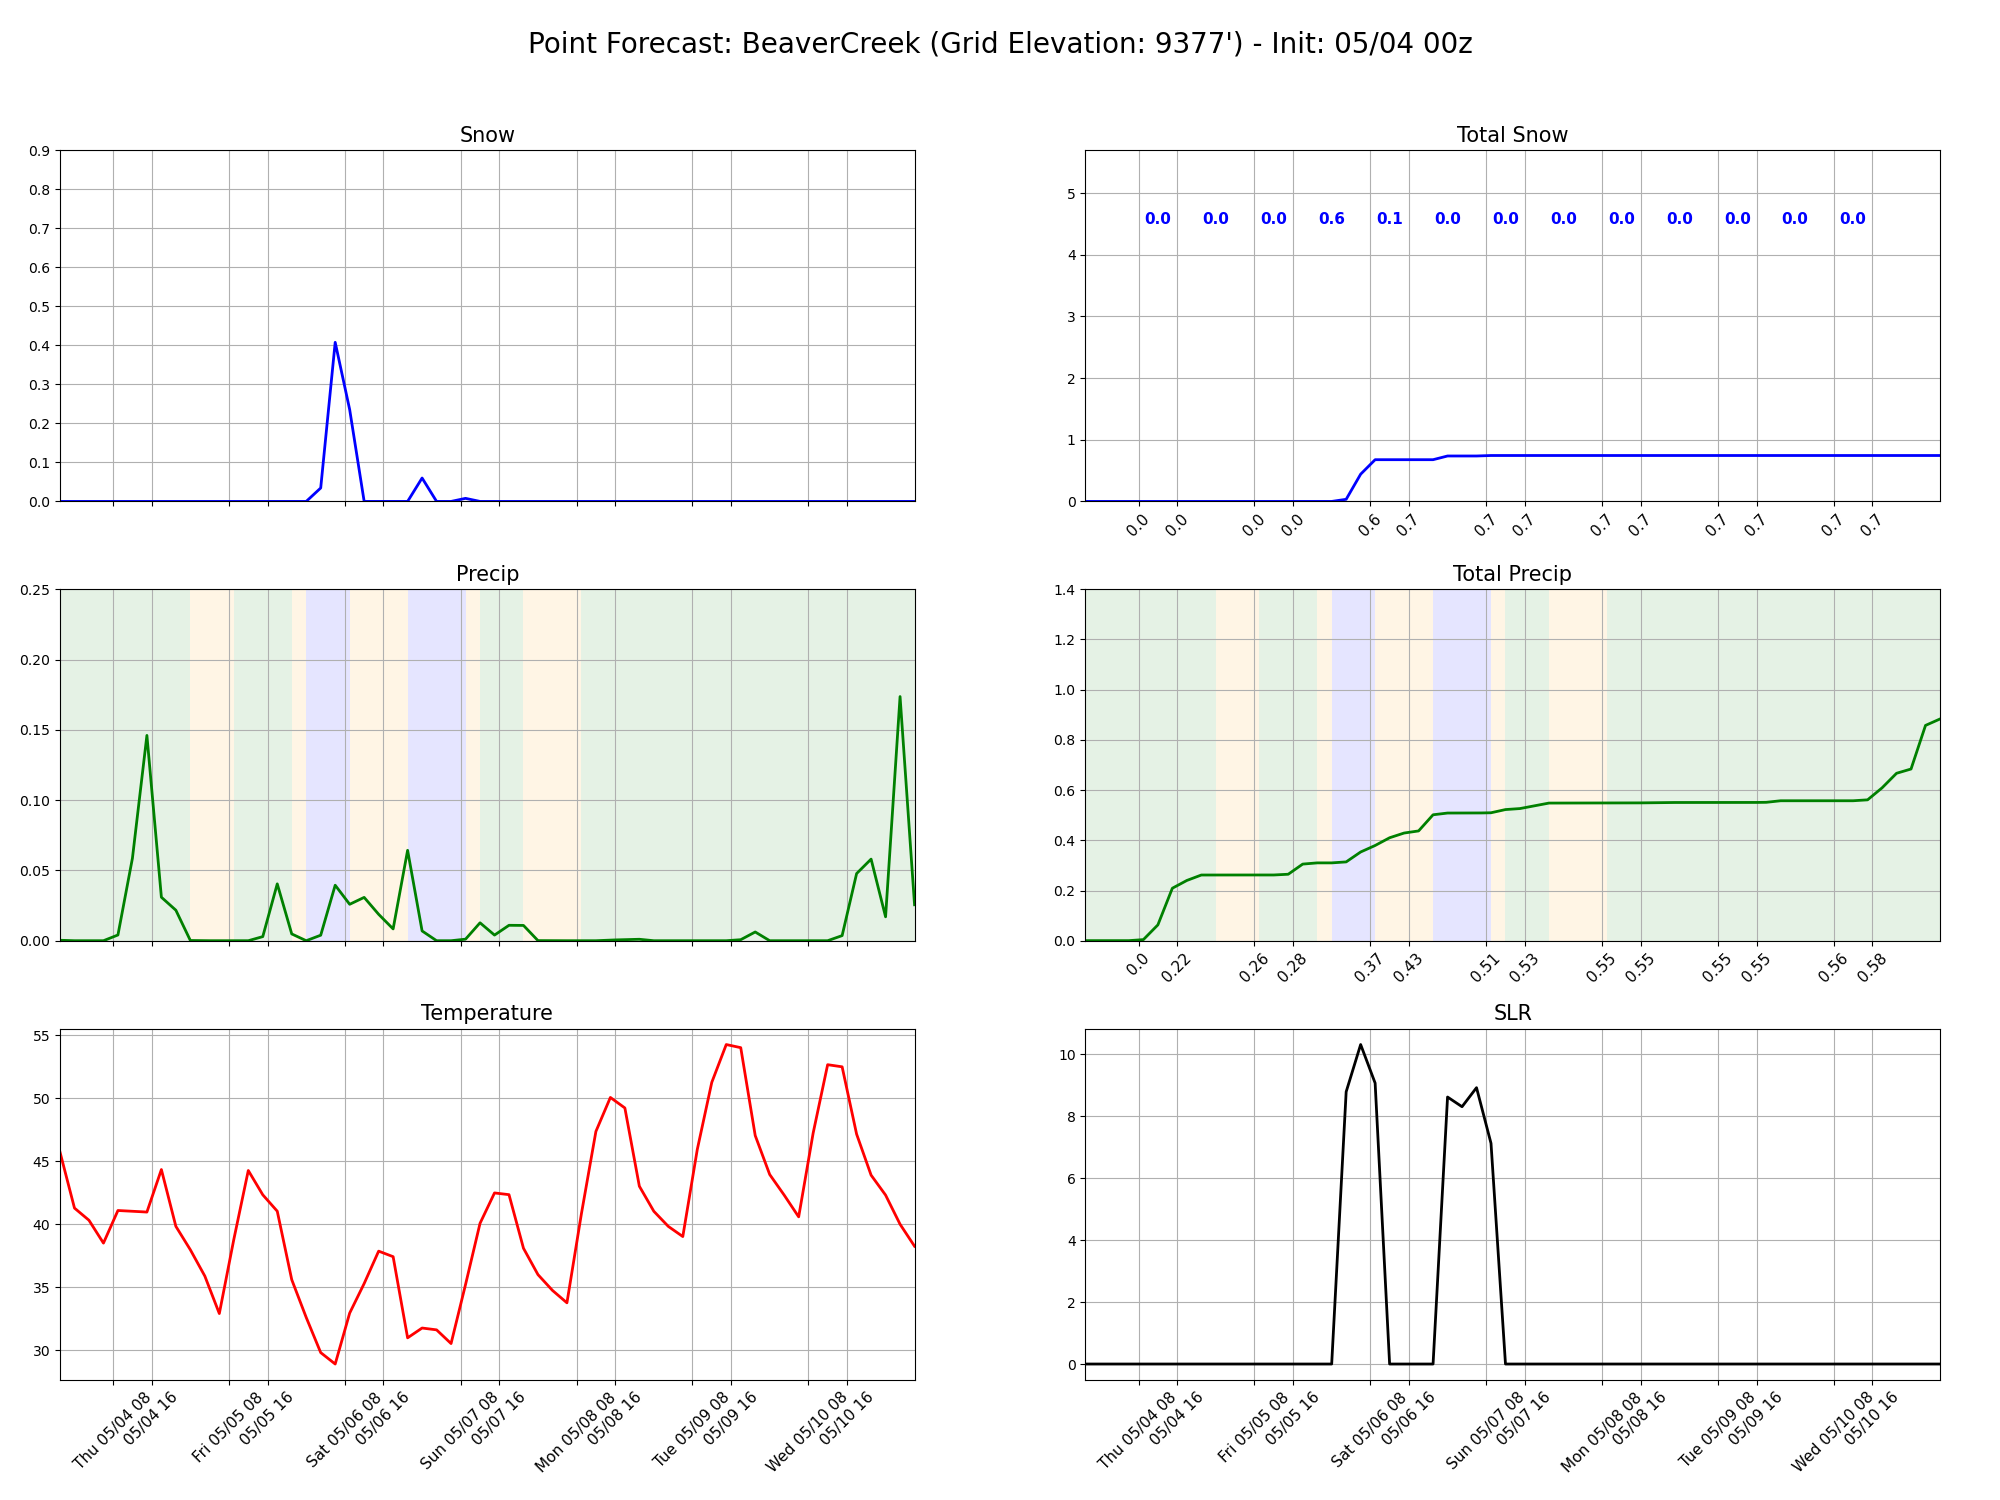 Point Forecast: BeaverCreek (Grid Elevation: 9377') - Init: 05/04 00z
Snow
0.9
0.8
0.7
0.6
0.5
0.4
0.3
0.2
0.1
0.0
Total Snow
5
4
3
2
1
0
0.0 0.0 0.0 0.6 0.1 0.0 0.0 0.0 0.0 0.0 0.0 0.0 0.0
0.0 0.0 0.0 0.0 0.6 0.7 0.7 0.7 0.7 0.7 0.7 0.7 0.7 0.7
Precip
0.25
0.20
0.15
0.10
0.05
0.00
Total Precip
1.4
1.2
1.0
0.8
0.6
0.4
0.2
0.0
0.0 0.22 0.26 0.28 0.37 0.43 0.51 0.53 0.55 0.55 0.55 0.55 0.56 0.58
Temperature
55
50
45
40
35
30
Thu 05/04 08
05/04 16
Fri 05/05 08
05/05 16
Sat 05/06 08
05/06 16
Sun 05/07 08
05/07 16
Mon 05/08 08
05/08 16
Tue 05/09 08
05/09 16
Wed 05/10 08
05/10 16
SLR
10
8
6
4
2
0
Thu 05/04 08
05/04 16
Fri 05/05 08
05/05 16
Sat 05/06 08
05/06 16
Sun 05/07 08
05/07 16
Mon 05/08 08
05/08 16
Tue 05/09 08
05/09 16
Wed 05/10 08
05/10 16